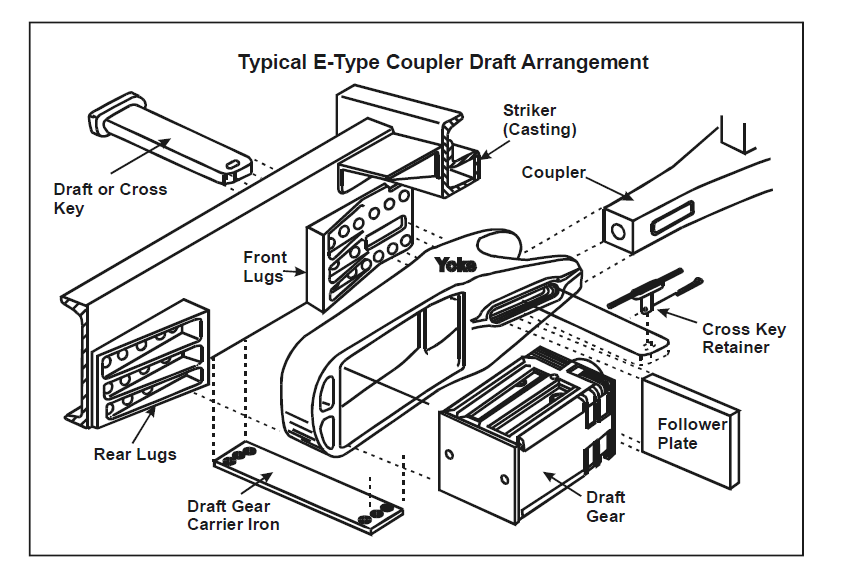 Typical E-Type Coupler Draft Arrangement
Striker
(Casting)
Coupler
Draft or Cross
Key
Front
Lugs
Yoke
Cross Key
Retainer
Follower
Plate
Rear Lugs
Draft Gear
Carrier Iron
Draft
Gear